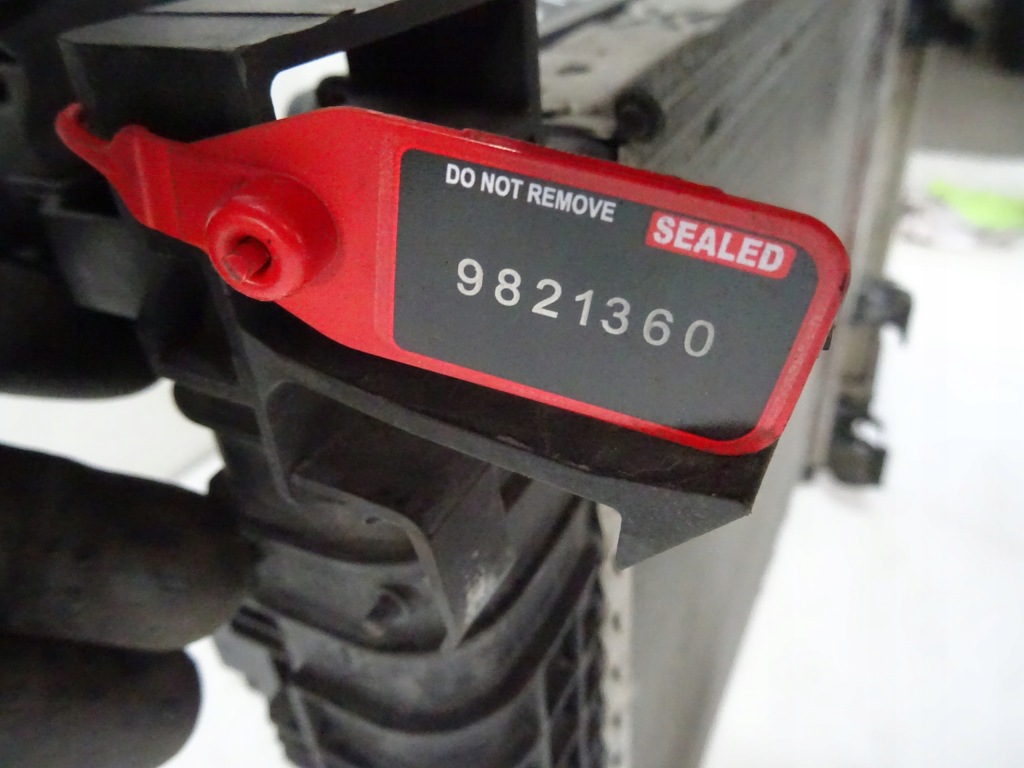 DO NOT REMOVE
SEALED
9821360